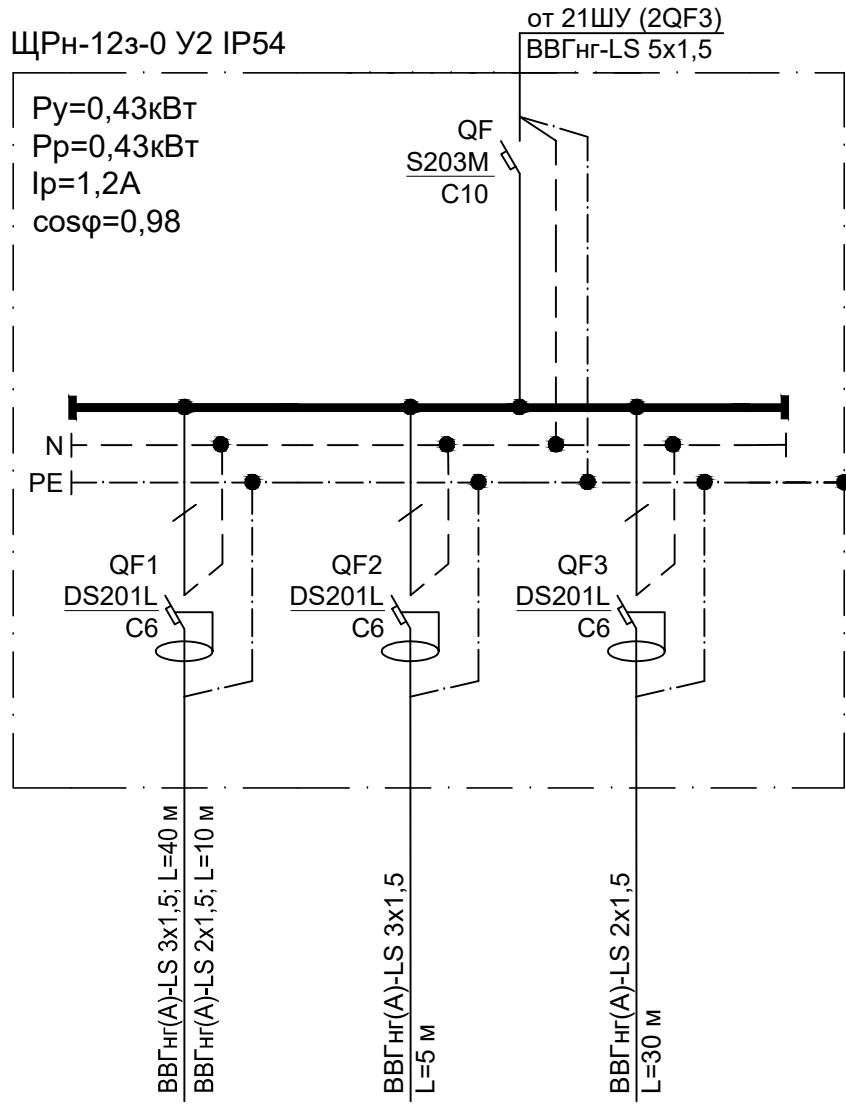 от 21ШУ (2QF3)
ЩРн-12з-0 У2 IP54
ВВГнг-LS 5х1,5
Ру=0,43кВт
Рр=0,43кВт
Iр=1,2А
cosφ=0,98
QF
S203M
C10
N
PE
QF1
DS201L
C6
QF2
DS201L
C6
QF3
DS201L
C6
ВВГнг(А)-LS 3х1,5; L=40 м
ВВГнг(А)-LS 2х1,5; L=10 м
ВВГнг(А)-LS 3х1,5
L=5 м
ВВГнг(А)-LS 2х1,5
L=30 м